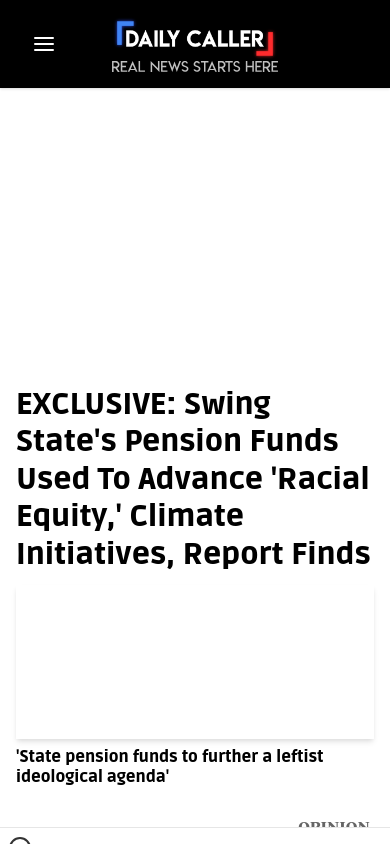 DAILY CALLER
REAL NEWS STARTS HERE
EXCLUSIVE: Swing
State's Pension Funds
Used To Advance 'Racial
Equity,' Climate
Initiatives, Report Finds
'State pension funds to further a leftist
ideological agenda'
OPINION